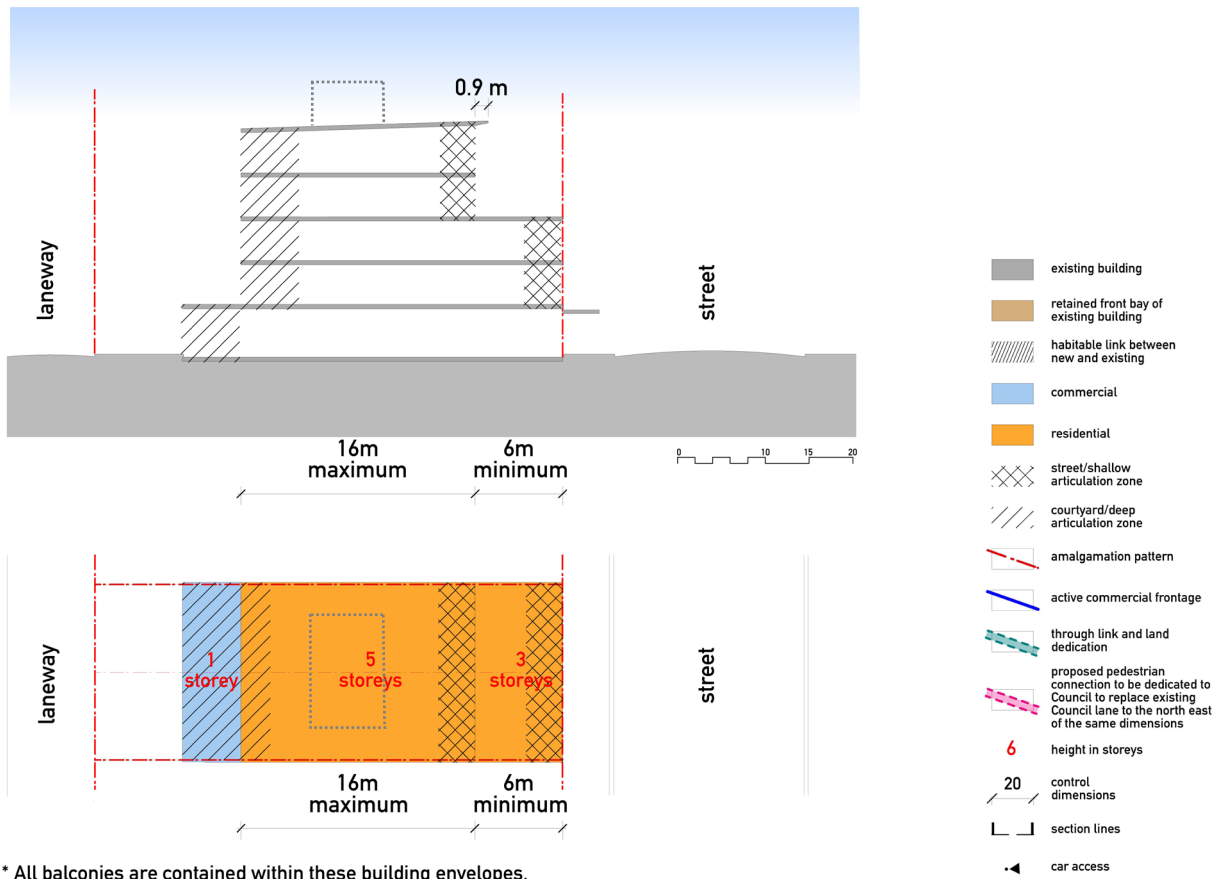 0.9 m
laneway
street
16m
maximum
6m
minimum
0
10
15
20
laneway
1
storey
5
storeys
3
storeys
street
16m
maximum
6m
minimum
* All balconies are contained within these building envelopes.
existing building
retained front bay of
existing building
habitable link between
new and existing
commercial
residential
street/shallow
articulation zone
courtyard/deep
articulation zone
amalgamation pattern
active commercial frontage
through link and land
dedication
proposed pedestrian
connection to be dedicated to
Council to replace existing
Council lane to the north east
of the same dimensions
6
height in storeys
20
control
dimensions
section lines
car access